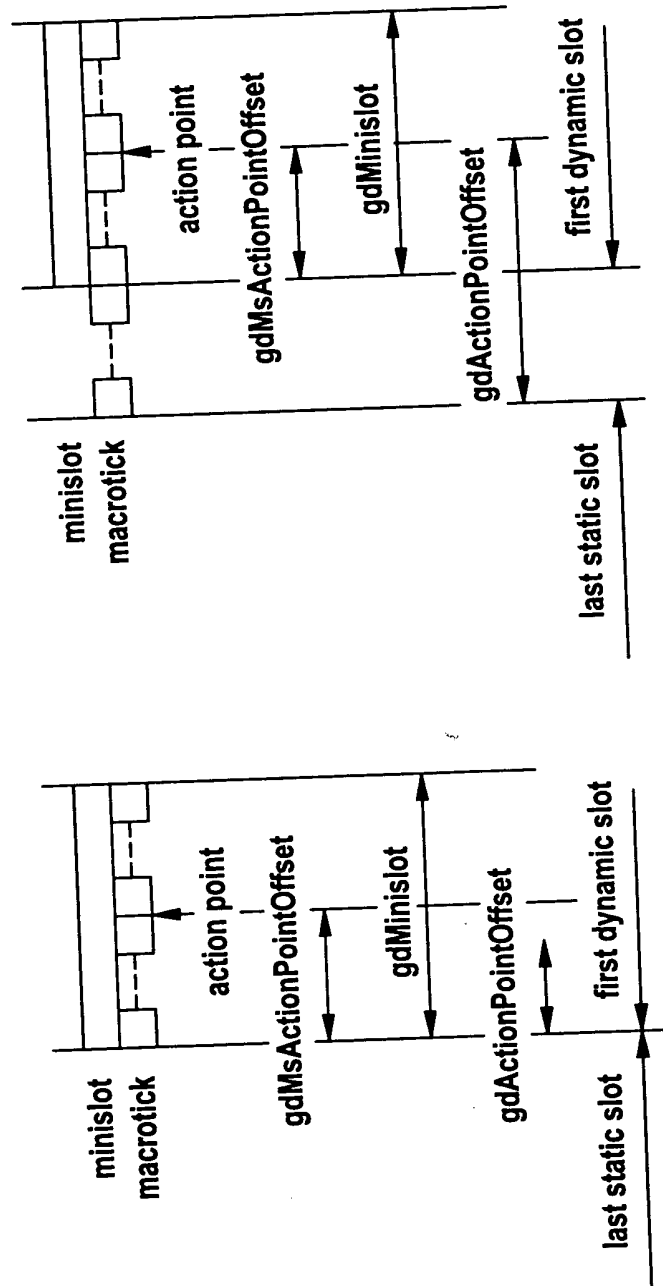 minislot
macrotick
action point
gdMsActionPointOffset
gdMinislot
gdActionPointOffset
last static slot
first dynamic slot
minislot
macrotick
action point
gdMsActionPointOffset
gdMinislot
gdActionPointOffset
last static slot
first dynamic slot